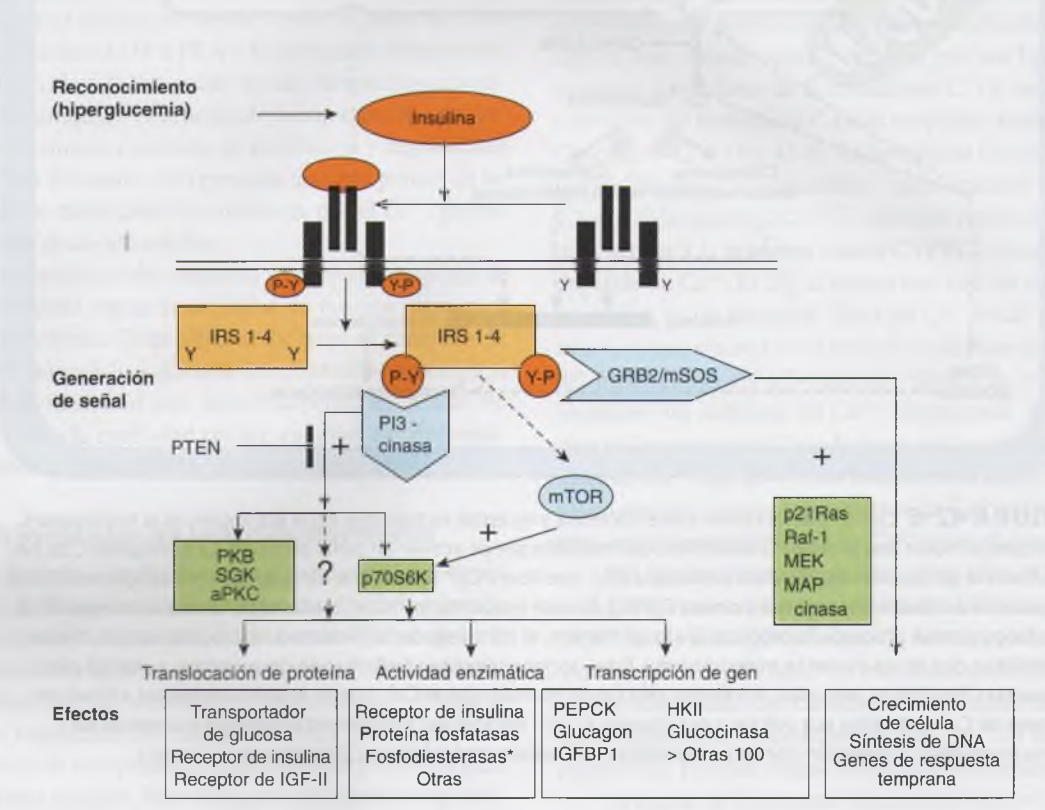 Reconocimiento
(hiperglucemia)
Insulina
P-Y
Y-P
Y
Y
IRS 1-4
Y
Y
IRS 1-4
P-Y
Y-P
GRB2/mSOS
Generación
de señal
PI3 -
cinasa
PTEN
+
mTOR
+
+
PKB
SGK
aPKC
?
p70S6K
p21Ras
Raf-1
MEK
MAP
cinasa
Translocación de proteína
Actividad enzimática
Transcripción de gen
Efectos
Transportador
de glucosa
Receptor de insulina
Receptor de IGF-II
Receptor de insulina
Proteína fosfatasas
Fosfodiesterasas*
Otras
PEPCK HKII
Glucagon Glucocinasa
IGFBP1 > Otras 100
Crecimiento
de célula
Síntesis de DNA
Genes de respuesta
temprana